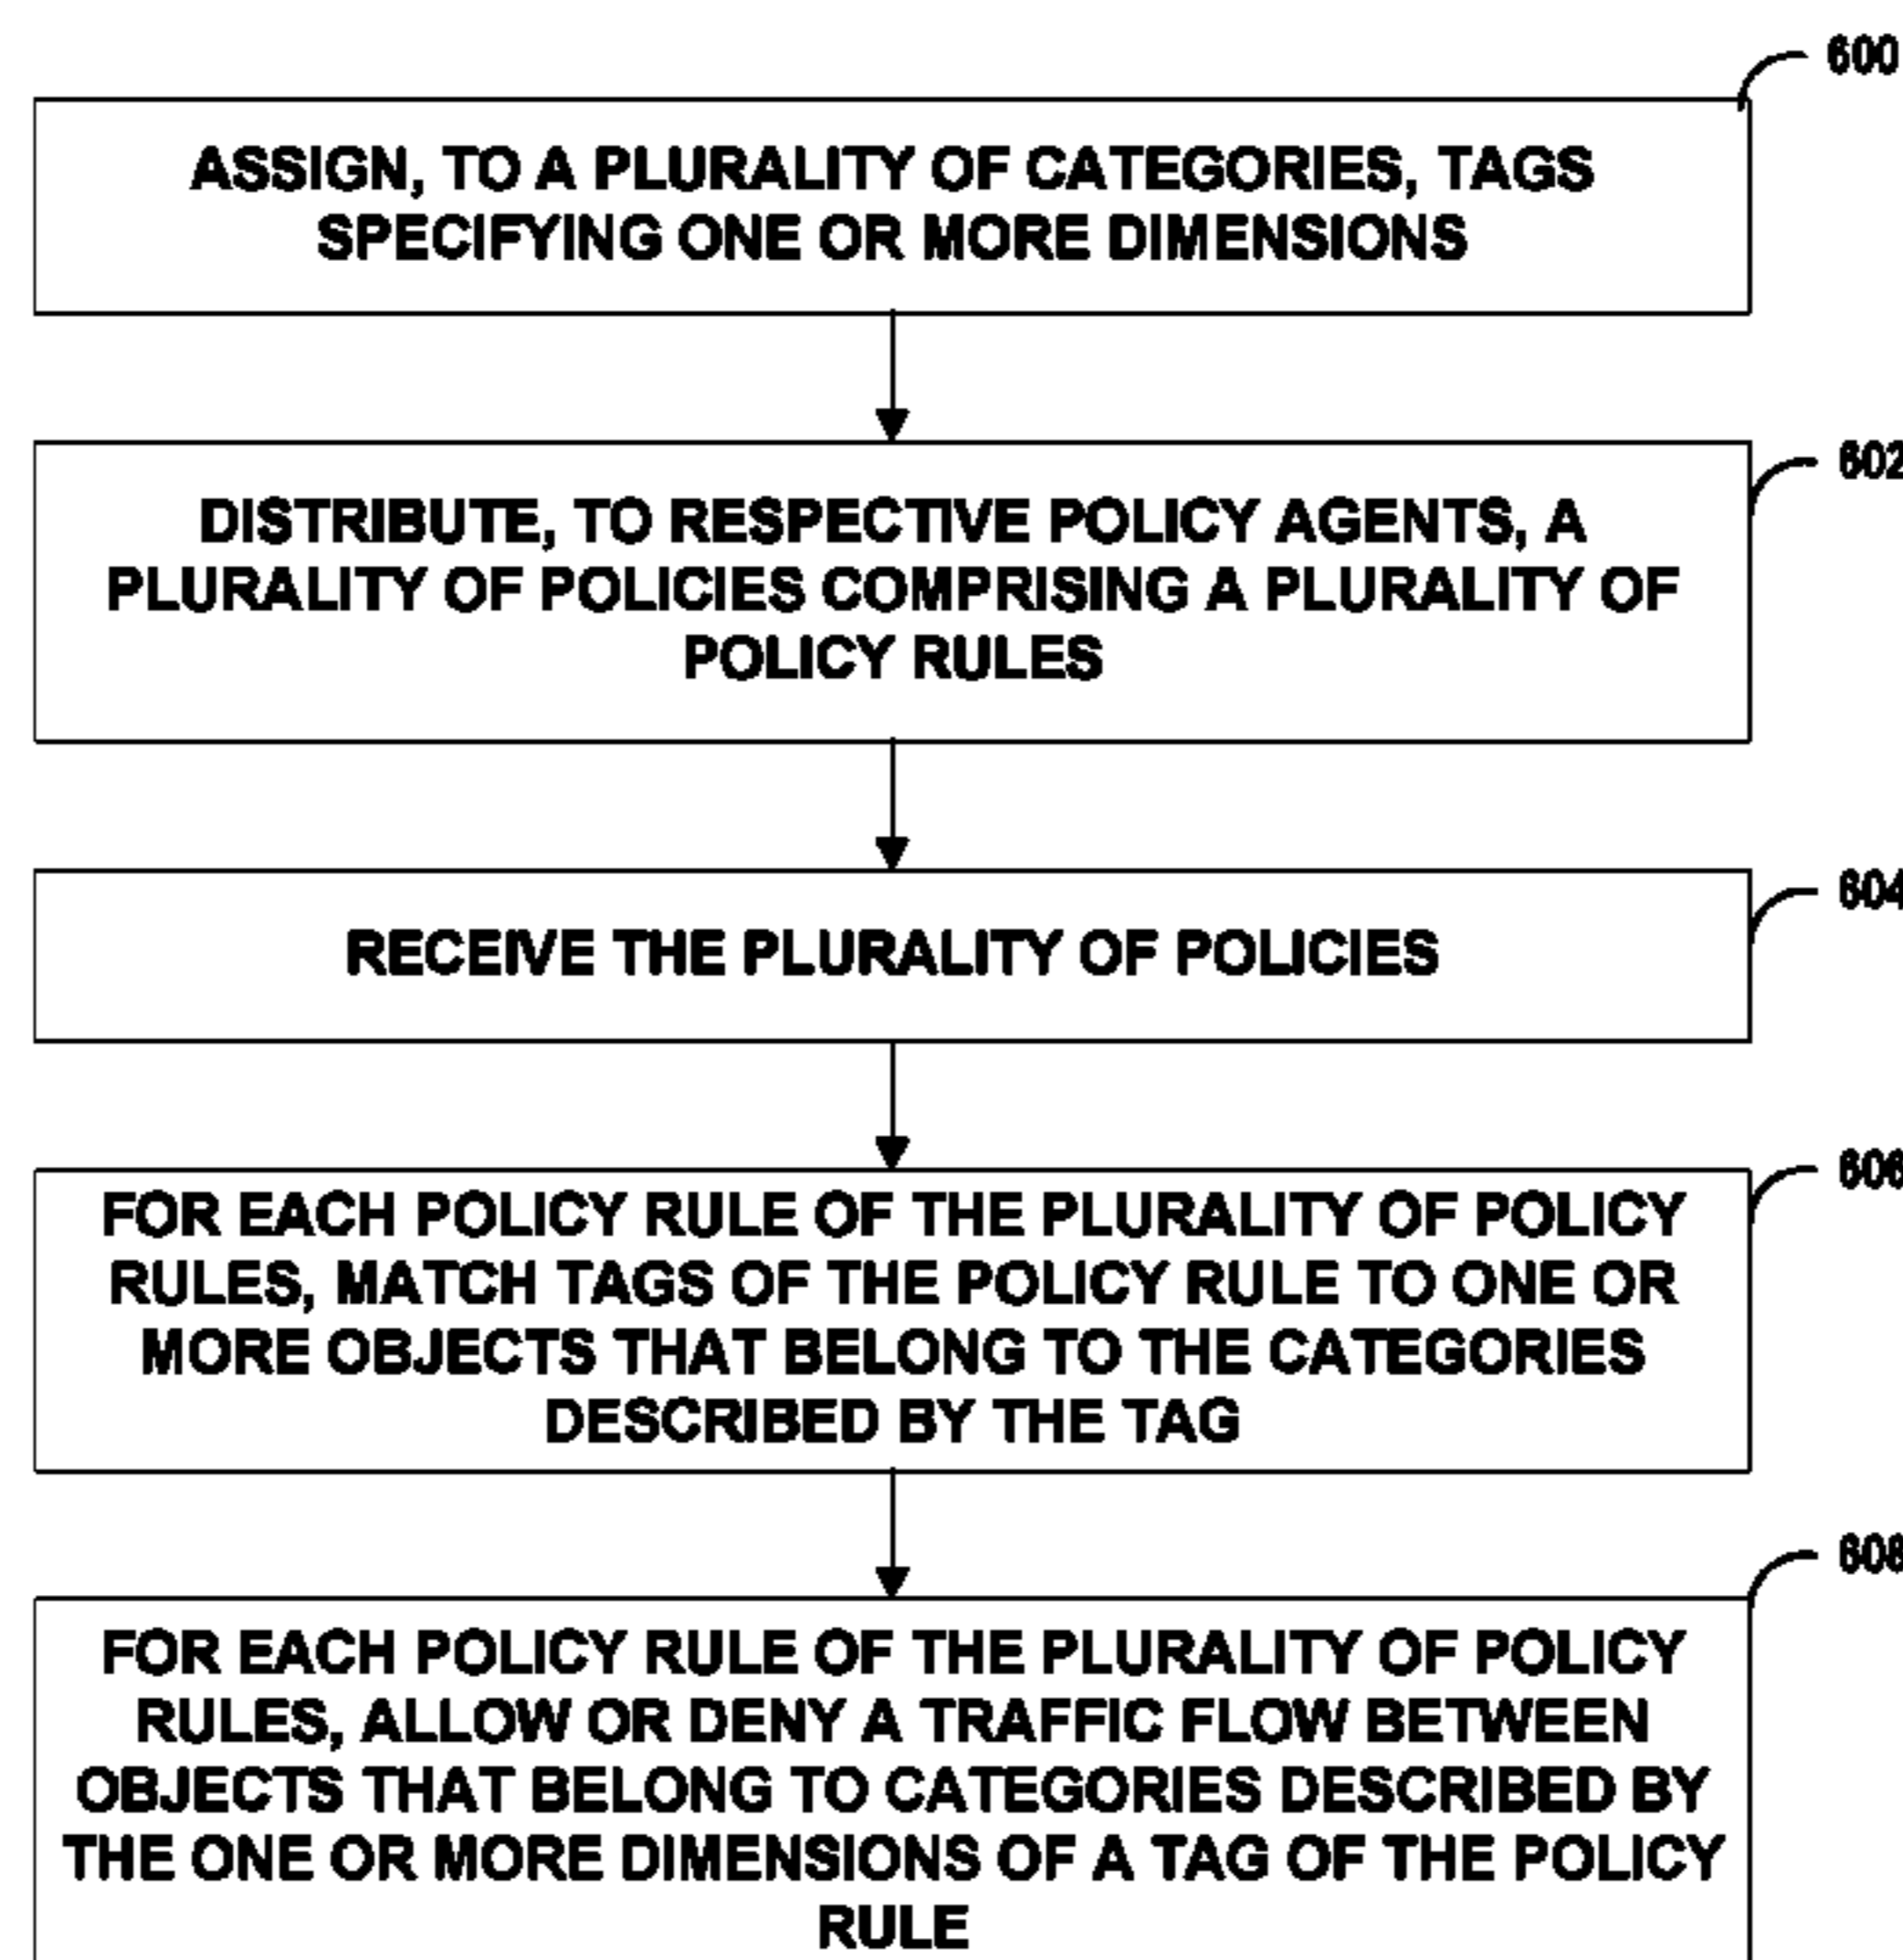 600
ASSIGN, TO A PLURALITY OF CATEGORIES, TAGS
SPECIFYING ONE OR MORE DIMENSIONS
602
DISTRIBUTE, TO RESPECTIVE POLICY AGENTS, A
PLURALITY OF POLICIES COMPRISING A PLURALITY OF
POLICY RULES
604
RECEIVE THE PLURALITY OF POLICIES
606
FOR EACH POLICY RULE OF THE PLURALITY OF POLICY
RULES, MATCH TAGS OF THE POLICY RULE TO ONE OR
MORE OBJECTS THAT BELONG TO THE CATEGORIES
DESCRIBED BY THE TAG
608
FOR EACH POLICY RULE OF THE PLURALITY OF POLICY
RULES, ALLOW OR DENY A TRAFFIC FLOW BETWEEN
OBJECTS THAT BELONG TO CATEGORIES DESCRIBED BY
THE ONE OR MORE DIMENSIONS OF A TAG OF THE POLICY
RULE